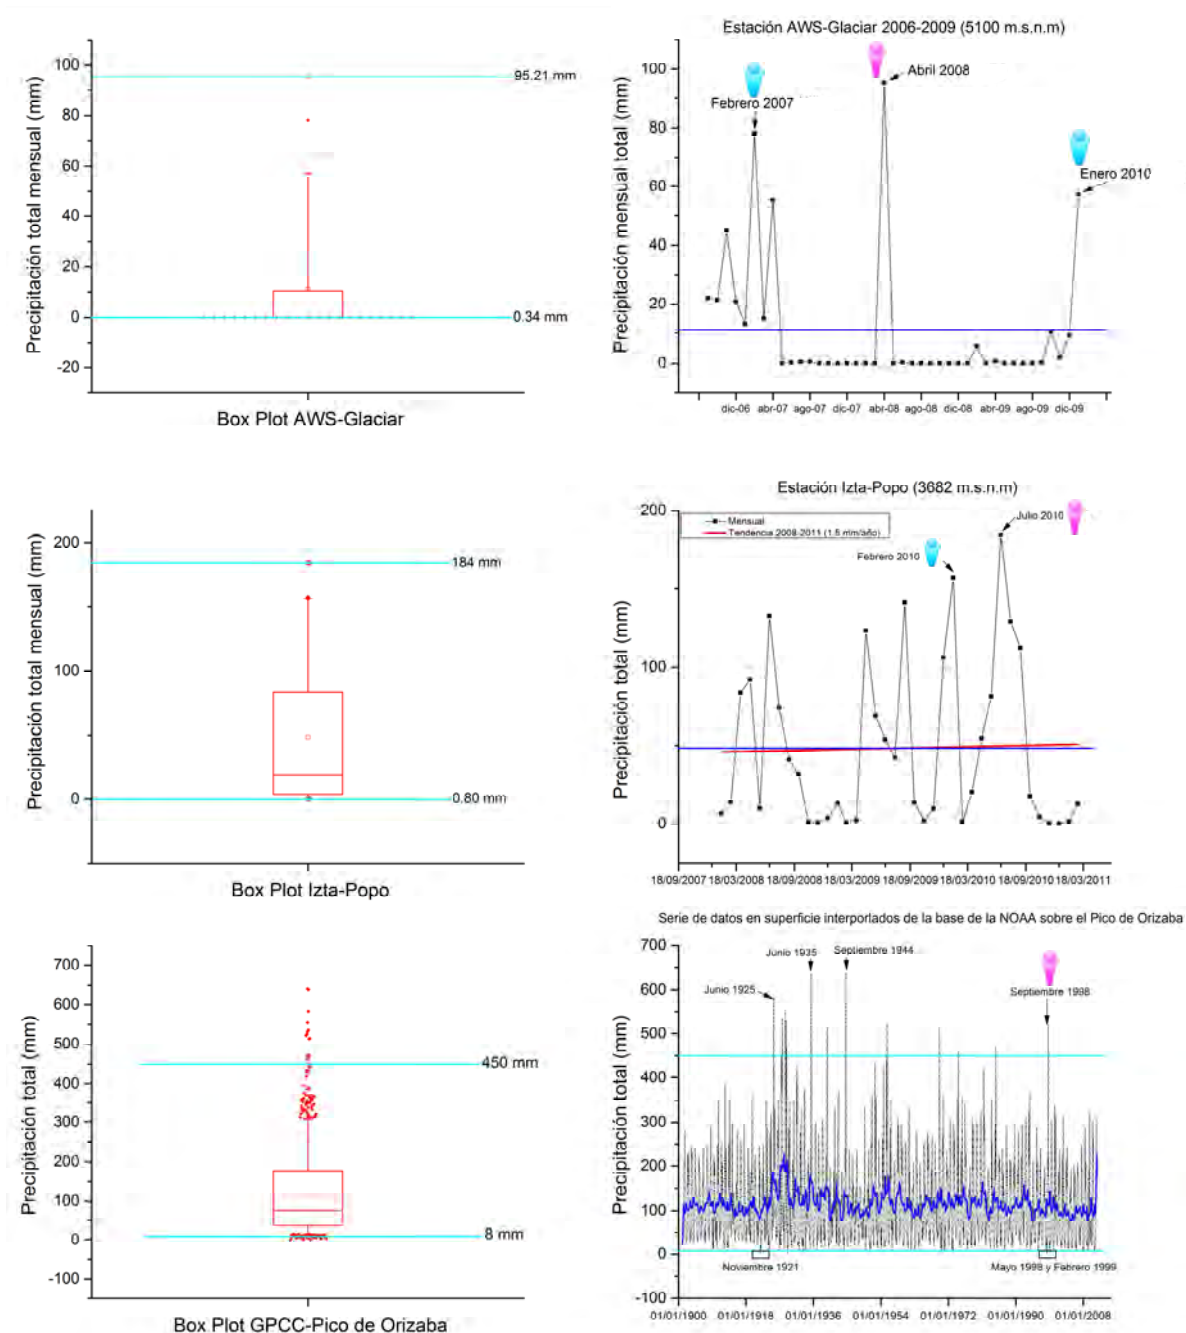 Estación AWS-Glaciar 2006-2009 (5100 m.s.n.m)
Precipitación total mensual (mm)
100
80
60
40
20
0
-20
95.21 mm
0.34 mm
Box Plot AWS-Glaciar
Precipitación mensual total (mm)
100
80
60
40
20
0
Febrero 2007
Abril 2008
Enero 2010
dic-06 abr-07 ago-07 dic-07 abr-08 ago-08 dic-08 abr-09 ago-09 dic-09
Precipitación total mensual (mm)
200
100
0
184 mm
0.80 mm
Box Plot Izta-Popo
Estación Izta-Popo (3682 m.s.n.m)
Precipitación total (mm)
200
100
0
Mensual
Tendencia 2008-2011 (1.5 mm/año)
Febrero 2010
Julio 2010
18/09/2007 18/03/2008 18/09/2008 18/03/2009 18/09/2009 18/03/2010 18/09/2010 18/03/2011
Precipitación total (mm)
700
600
500
400
300
200
100
0
-100
450 mm
8 mm
Box Plot GPCC-Pico de Orizaba
Serie de datos en superficie interpolados de la base de la NOAA sobre el Pico de Orizaba
Precipitación total (mm)
700
600
500
400
300
200
100
0
-100
Junio 1925
Junio 1935
Septiembre 1944
Septiembre 1998
Noviembre 1921
Mayo 1998 y Febrero 1999
01/01/1900 01/01/1918 01/01/1936 01/01/1954 01/01/1972 01/01/1990 01/01/2008